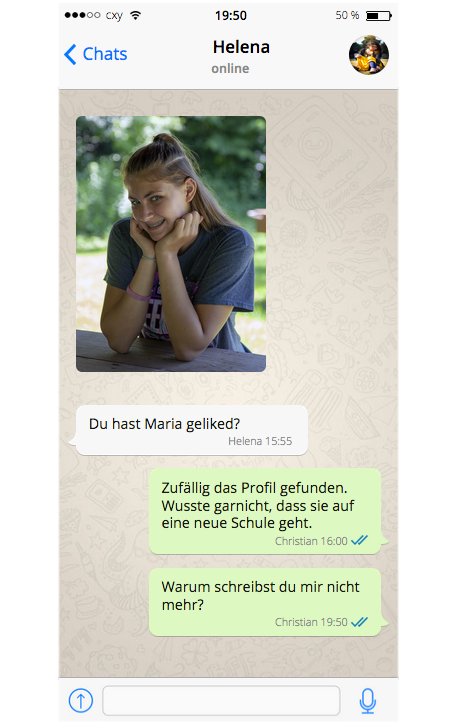 cxy 19:50 50 %
Chats Helena
online
Du hast Maria geliked?
Helena 15:55
Zufällig das Profil gefunden.
Wusste garnicht, dass sie auf
eine neue Schule geht.
Christian 16:00
Warum schreibst du mir nicht
mehr?
Christian 19:50